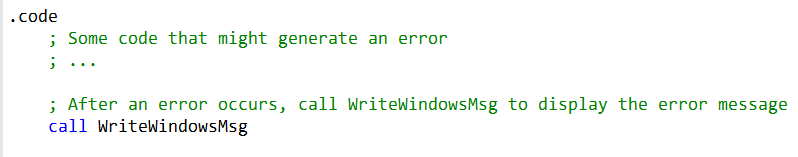 .code
; Some code that might generate an error
; ...
; After an error occurs, call WriteWindowsMsg to display the error message
call WriteWindowsMsg